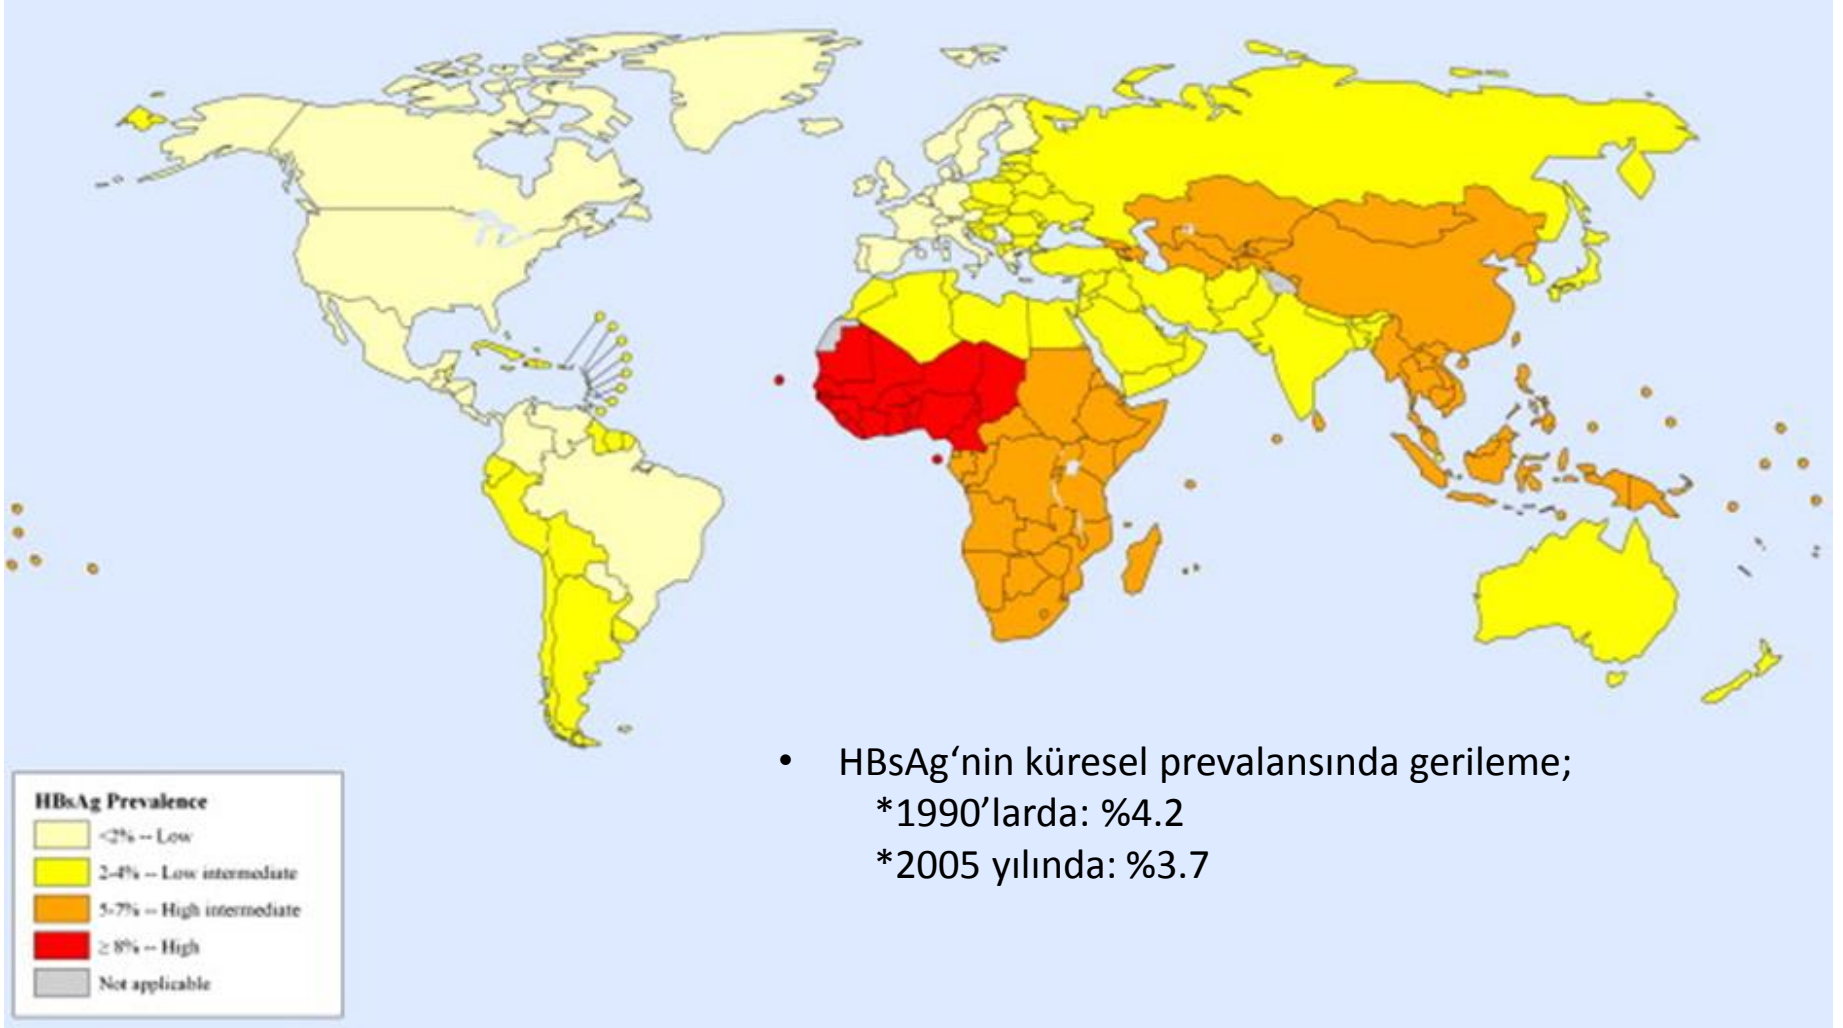 • HBsAg‘nin küresel prevalansında gerileme;
*1990’larda: %4.2
*2005 yılında: %3.7
HBsAg Prevalence
<2% -- Low
2-4% -- Low intermediate
5-7% -- High intermediate
≥ 8% -- High
Not applicable